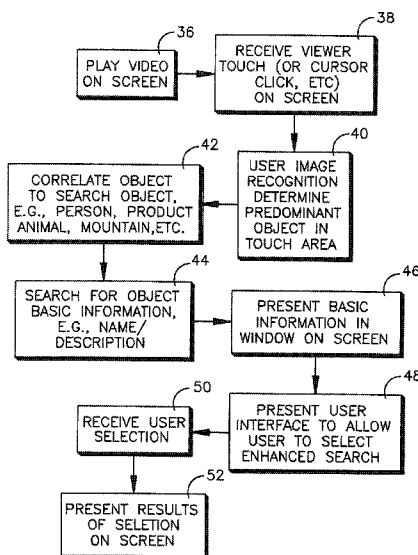 36
PLAY VIDEO
ON SCREEN
38
RECEIVE VIEWER
TOUCH (OR CURSOR
CLICK, ETC)
ON SCREEN
40
USER IMAGE
RECOGNITION
DETERMINE
PREDOMINANT
OBJECT IN
TOUCH AREA
42
CORRELATE OBJECT
TO SEARCH OBJECT,
E.G., PERSON, PRODUCT
ANIMAL, MOUNTAIN,ETC.
44
SEARCH FOR OBJECT
BASIC INFORMATION,
E.G., NAME/
DESCRIPTION
46
PRESENT BASIC
INFORMATION IN
WINDOW ON SCREEN
48
PRESENT USER
INTERFACE TO ALLOW
USER TO SELECT
ENHANCED SEARCH
50
RECEIVE USER
SELECTION
52
PRESENT RESULTS
OF SELETION
ON SCREEN